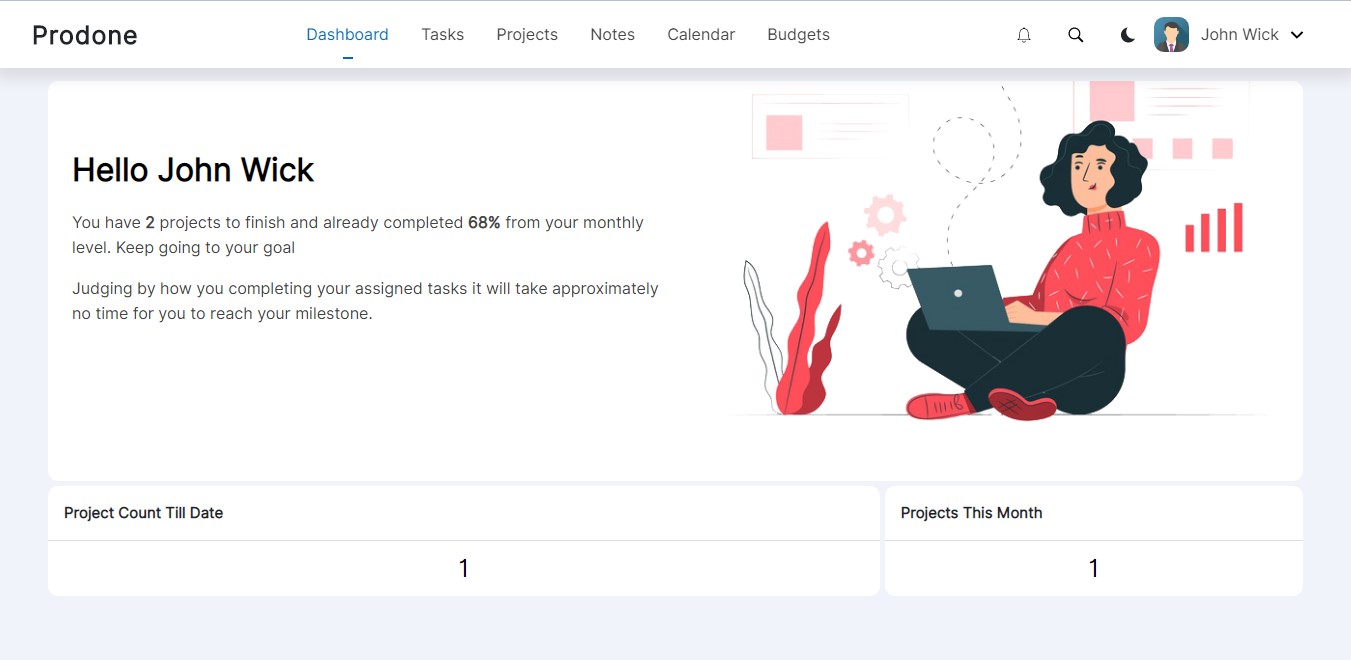 Prodone
Dashboard Tasks Projects Notes Calendar Budgets
John Wick
Hello John Wick
You have 2 projects to finish and already completed 68% from your monthly
level. Keep going to your goal
Judging by how you completing your assigned tasks it will take approximately
no time for you to reach your milestone.
Project Count Till Date
1
Projects This Month
1